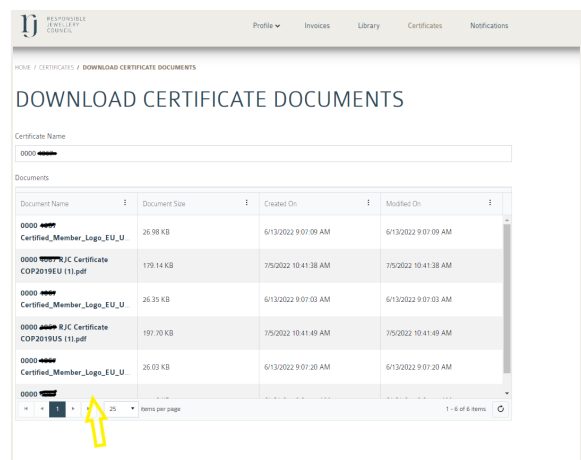 RESPONSIBLE
JEWELLERY
COUNCIL
Profile Invoices Library Certificates Notifications
HOME / CERTIFICATES / DOWNLOAD CERTIFICATE DOCUMENTS
DOWNLOAD CERTIFICATE DOCUMENTS
Certificate Name
0000
Documents
Document Name Document Size Created On Modified On
0000
Certified_Member_Logo_EU_U... 26.98 KB 6/13/2022 9:07:09 AM 6/13/2022 9:07:09 AM
0000 RJC Certificate
COP2019EU (1).pdf 179.14 KB 7/5/2022 10:41:38 AM 7/5/2022 10:41:38 AM
0000
Certified_Member_Logo_EU_U... 26.35 KB 6/13/2022 9:07:03 AM 6/13/2022 9:07:03 AM
0000 RJC Certificate
COP2019US (1).pdf 197.70 KB 7/5/2022 10:41:49 AM 7/5/2022 10:41:49 AM
0000
Certified_Member_Logo_EU_U... 26.03 KB 6/13/2022 9:07:20 AM 6/13/2022 9:07:20 AM
0000
1 25 items per page 1 - 6 of 6 items